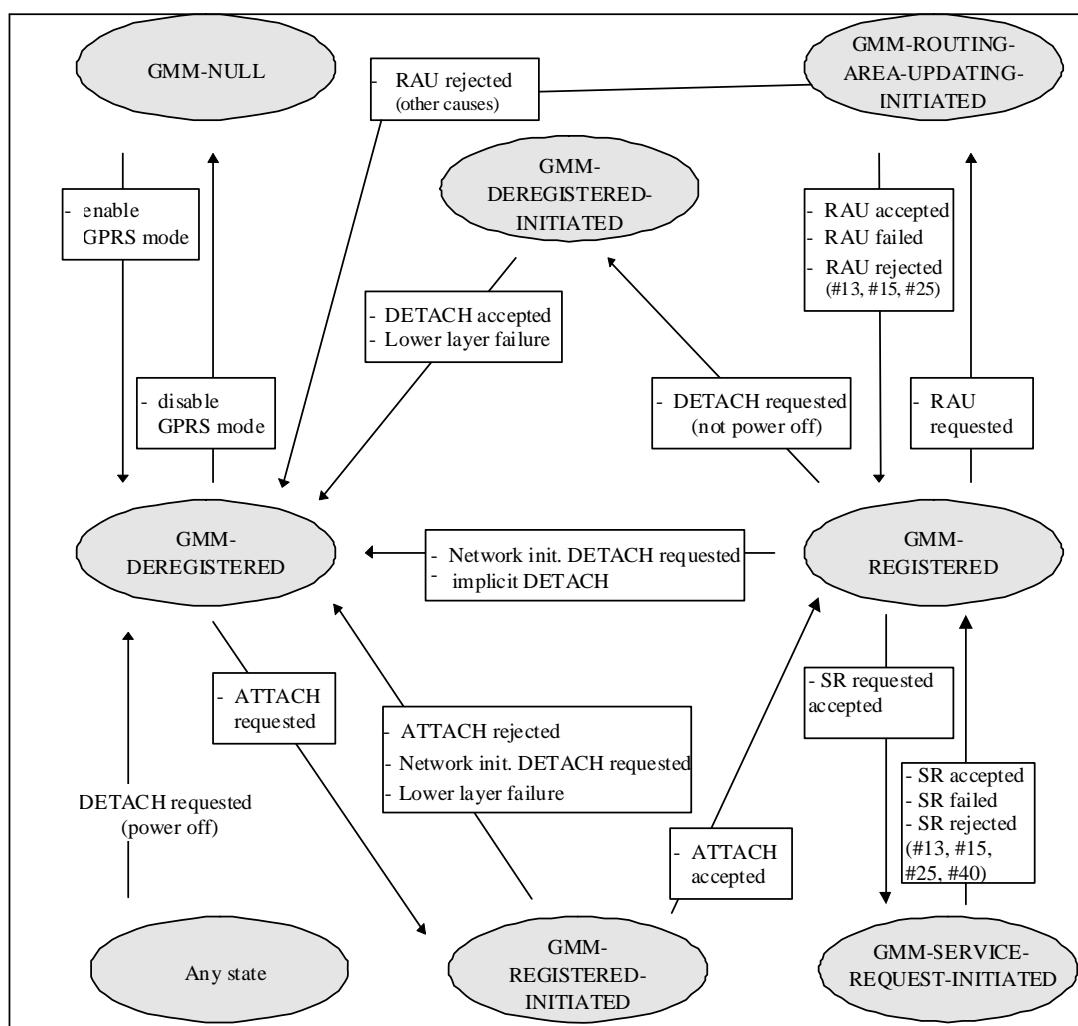 GMM-NULL
GMM-ROUTING-
AREA-UPDATING-
INITIATED
- RAU rejected
(other causes)
GMM-
DEREGISTERED-
INITIATED
- enable
GPRS mode
- RAU accepted
- RAU failed
- RAU rejected
(#13, #15, #25)
- DETACH accepted
- Lower layer failure
- disable
GPRS mode
- DETACH requested
(not power off)
- RAU
requested
GMM-
DEREGISTERED
- Network init. DETACH requested
- implicit DETACH
GMM-
REGISTERED
- ATTACH
requested
- ATTACH rejected
- Network init. DETACH requested
- Lower layer failure
- SR requested
accepted
DETACH requested
(power off)
- ATTACH
accepted
- SR accepted
- SR failed
- SR rejected
(#13, #15,
#25, #40)
Any state
GMM-
REGISTERED-
INITIATED
GMM-SERVICE-
REQUEST-INITIATED